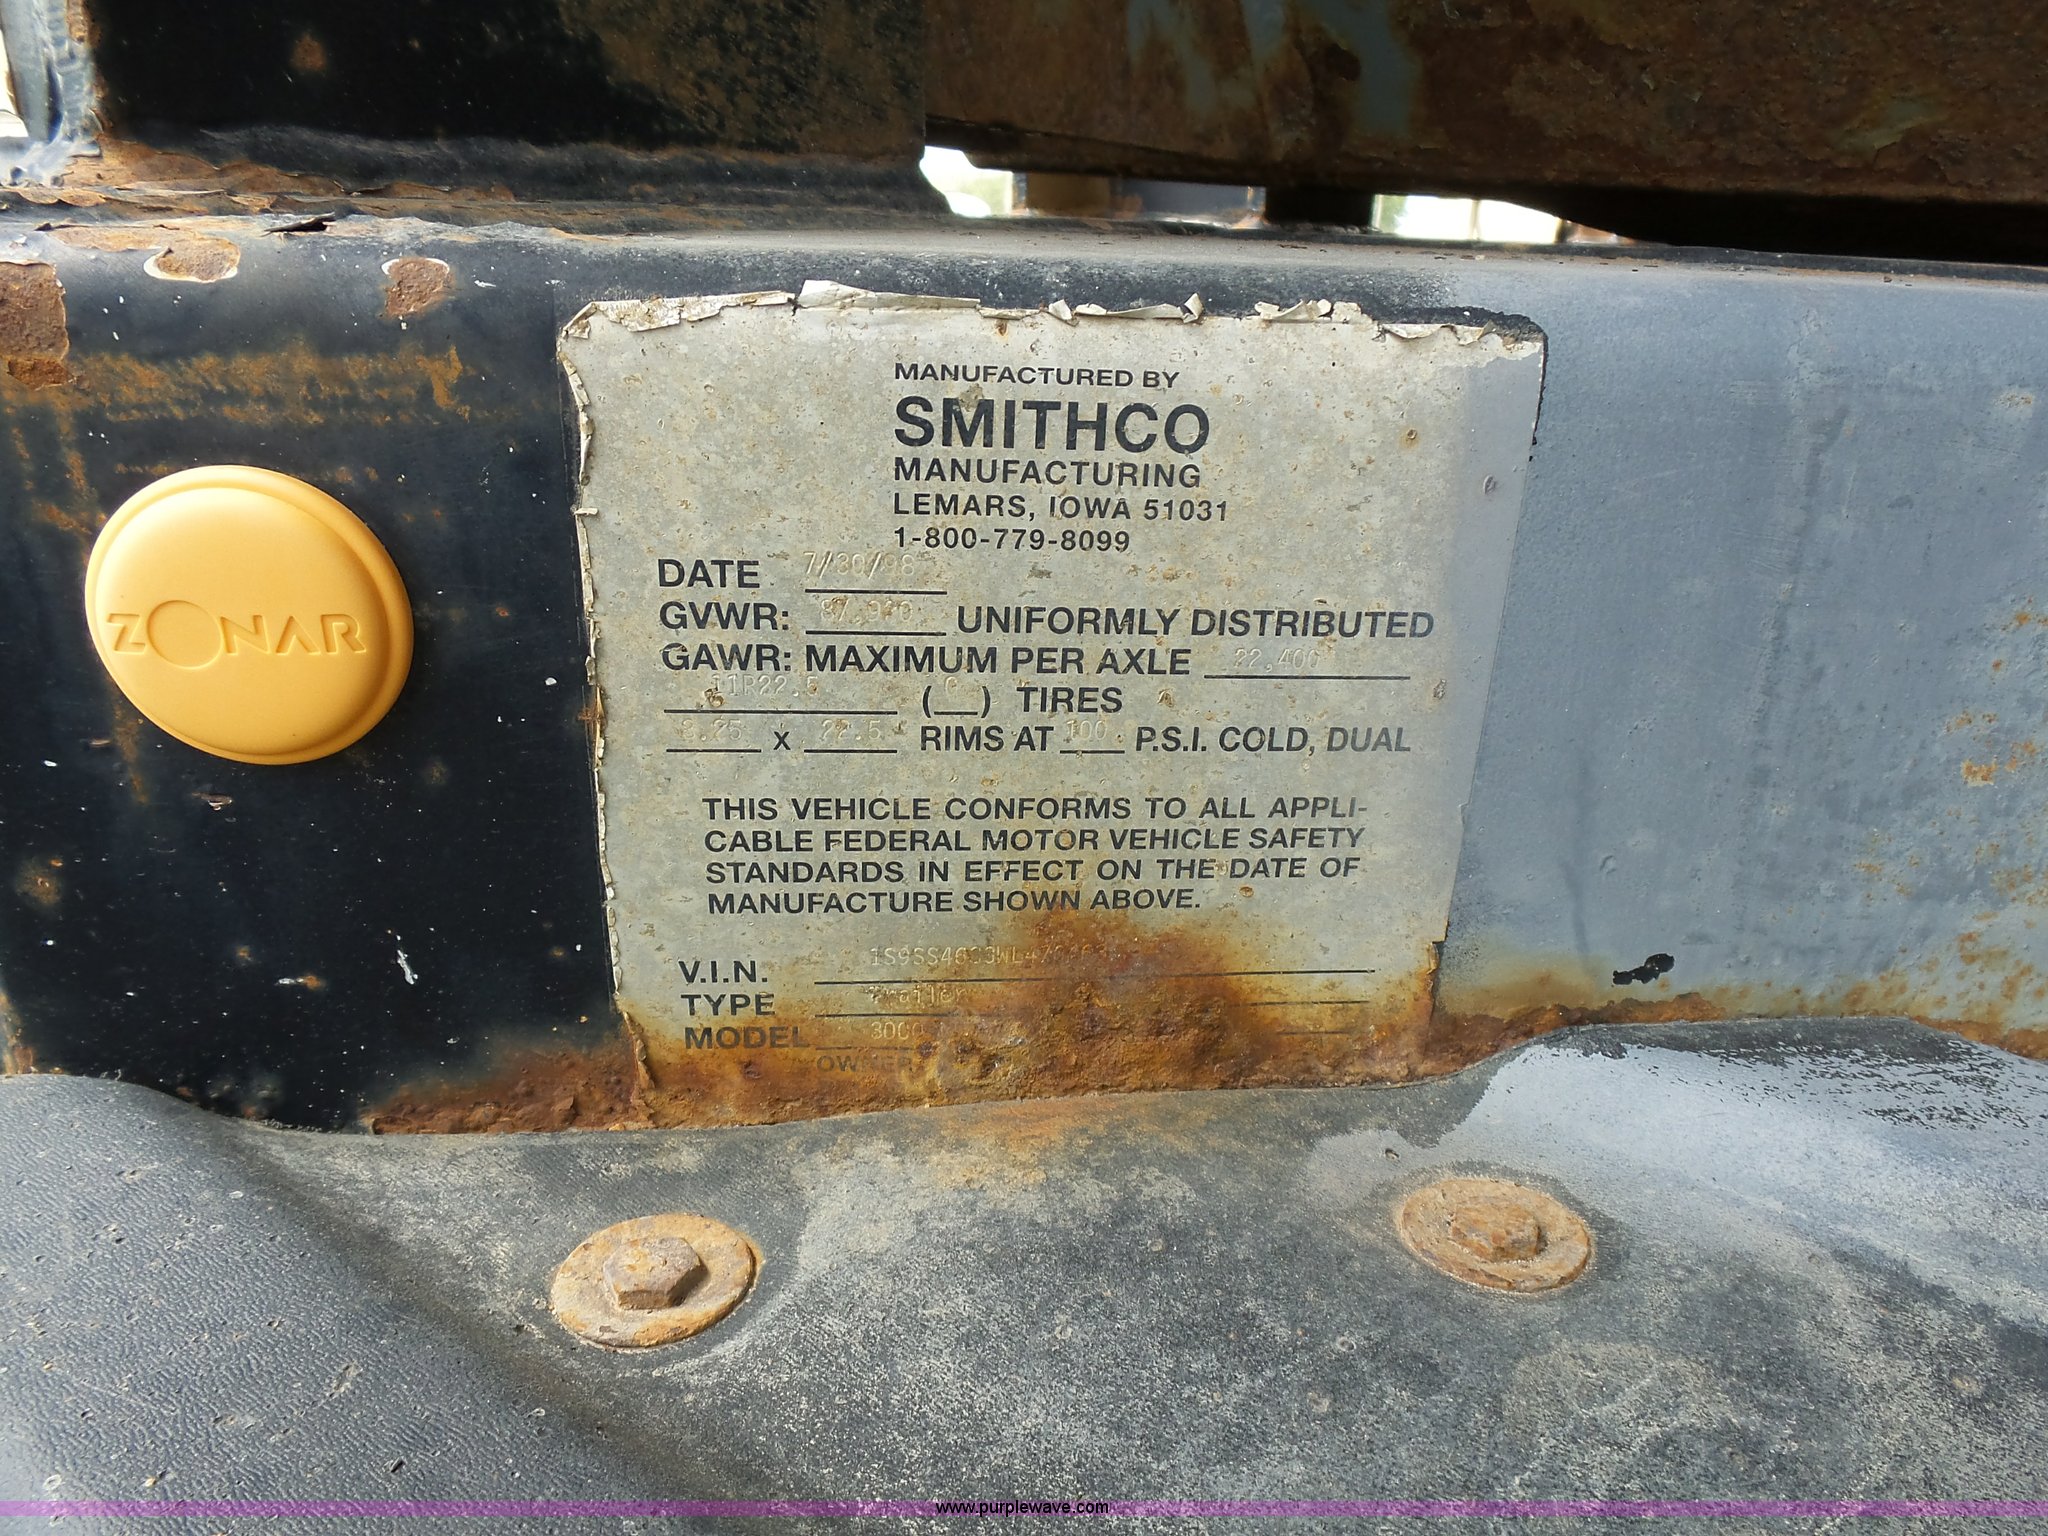 ZONAR
MANUFACTURED BY
SMITHCO
MANUFACTURING
LEMARS, IOWA 51031
1-800-779-8099
DATE 7/30/98
GVWR: UNIFORMLY DISTRIBUTED
GAWR: MAXIMUM PER AXLE 22,400
11R22.5 (__) TIRES
8.25 x 22.5 RIMS AT 100 P.S.I. COLD, DUAL
THIS VEHICLE CONFORMS TO ALL APPLI-
CABLE FEDERAL MOTOR VEHICLE SAFETY
STANDARDS IN EFFECT ON THE DATE OF
MANUFACTURE SHOWN ABOVE.
V.I.N.
TYPE Trailer
MODEL
OWNER
www.purplewave.com